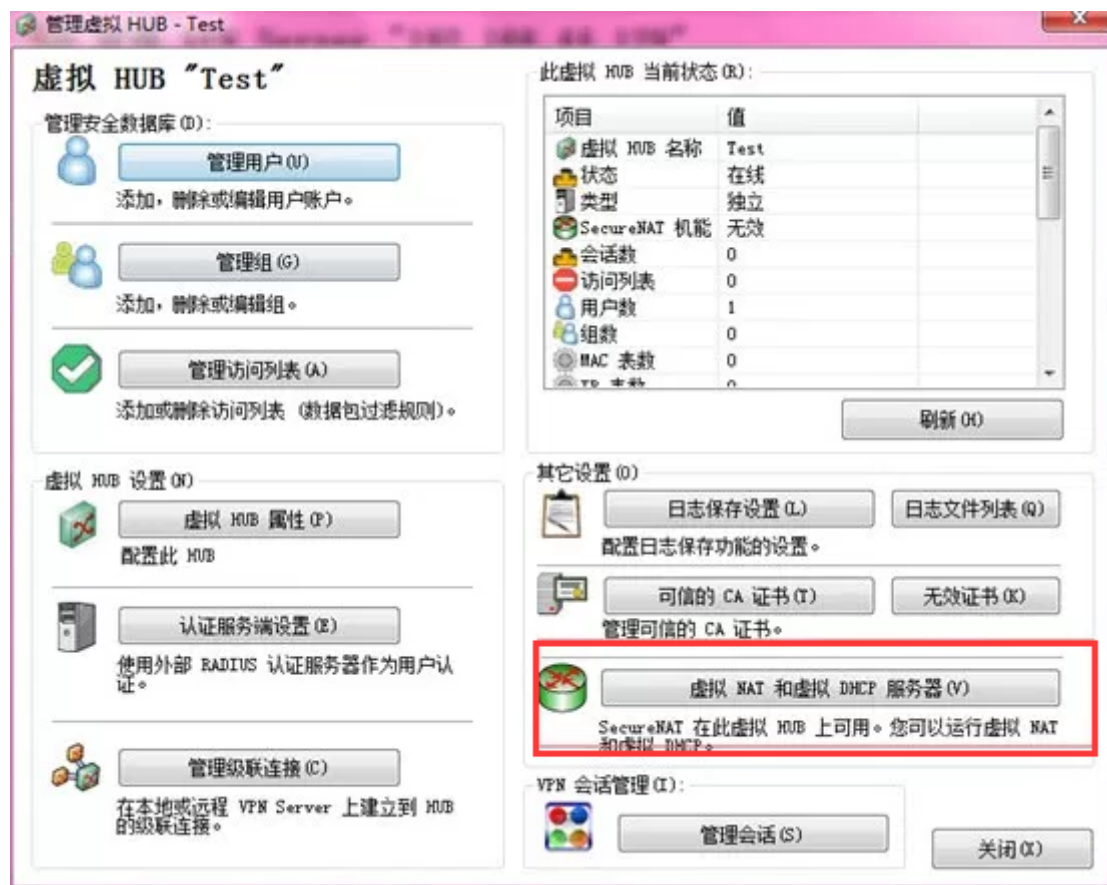 管理虚拟 HUB - Test
虚拟 HUB "Test"
管理安全数据库(D):
管理用户(U)
添加，删除或编辑用户账户。
管理组(G)
添加，删除或编辑组。
管理访问列表(A)
添加或删除访问列表 (数据包过滤规则)。
此虚拟 HUB 当前状态(R):
项目 值
虚拟 HUB 名称 Test
状态 在线
类型 独立
SecureNAT 机能 无效
会话数 0
访问列表 0
用户数 1
组数 0
MAC 表数 0
刷新(H)
虚拟 HUB 设置(N)
虚拟 HUB 属性(P)
配置此 HUB
认证服务端设置(E)
使用外部 RADIUS 认证服务器作为用户认
证。
管理级联连接(C)
在本地或远程 VPN Server 上建立到 HUB
的级联连接。
其它设置(O)
日志保存设置(L) 日志文件列表(Q)
配置日志保存功能的设置。
可信的 CA 证书(T) 无效证书(K)
管理可信的 CA 证书。
虚拟 NAT 和虚拟 DHCP 服务器(V)
SecureNAT 在此虚拟 HUB 上可用。您可以运行虚拟 NAT
和虚拟 DHCP。
VPN 会话管理(I):
管理会话(S)
关闭(X)